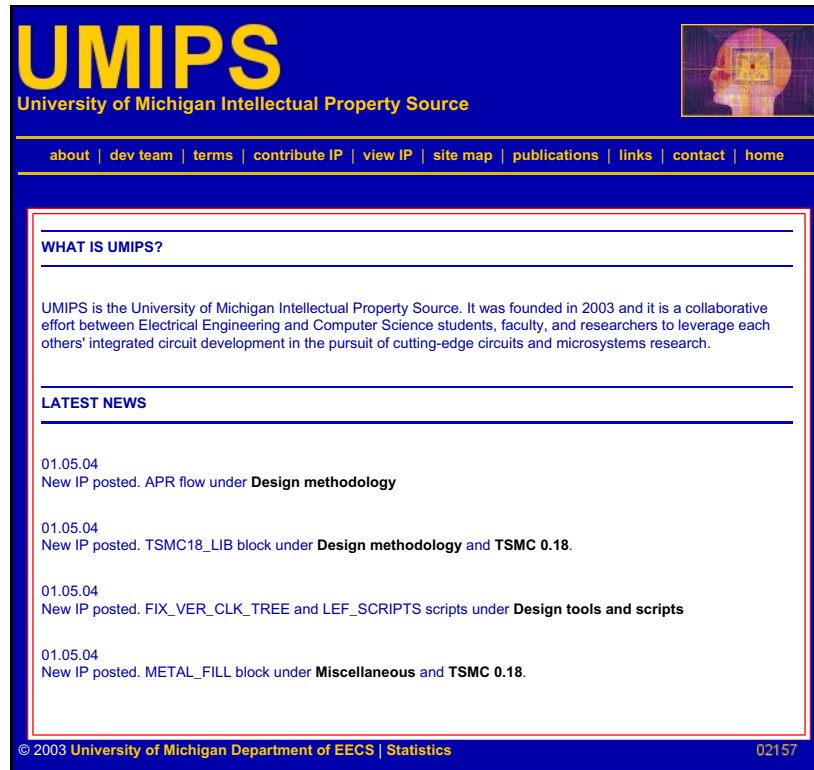 UMIPS
University of Michigan Intellectual Property Source
about | dev team | terms | contribute IP | view IP | site map | publications | links | contact | home
WHAT IS UMIPS?
UMIPS is the University of Michigan Intellectual Property Source. It was founded in 2003 and it is a collaborative
effort between Electrical Engineering and Computer Science students, faculty, and researchers to leverage each
others' integrated circuit development in the pursuit of cutting-edge circuits and microsystems research.
LATEST NEWS
01.05.04
New IP posted. APR flow under Design methodology
01.05.04
New IP posted. TSMC18_LIB block under Design methodology and TSMC 0.18.
01.05.04
New IP posted. FIX_VER_CLK_TREE and LEF_SCRIPTS scripts under Design tools and scripts
01.05.04
New IP posted. METAL_FILL block under Miscellaneous and TSMC 0.18.
© 2003 University of Michigan Department of EECS | Statistics 02157